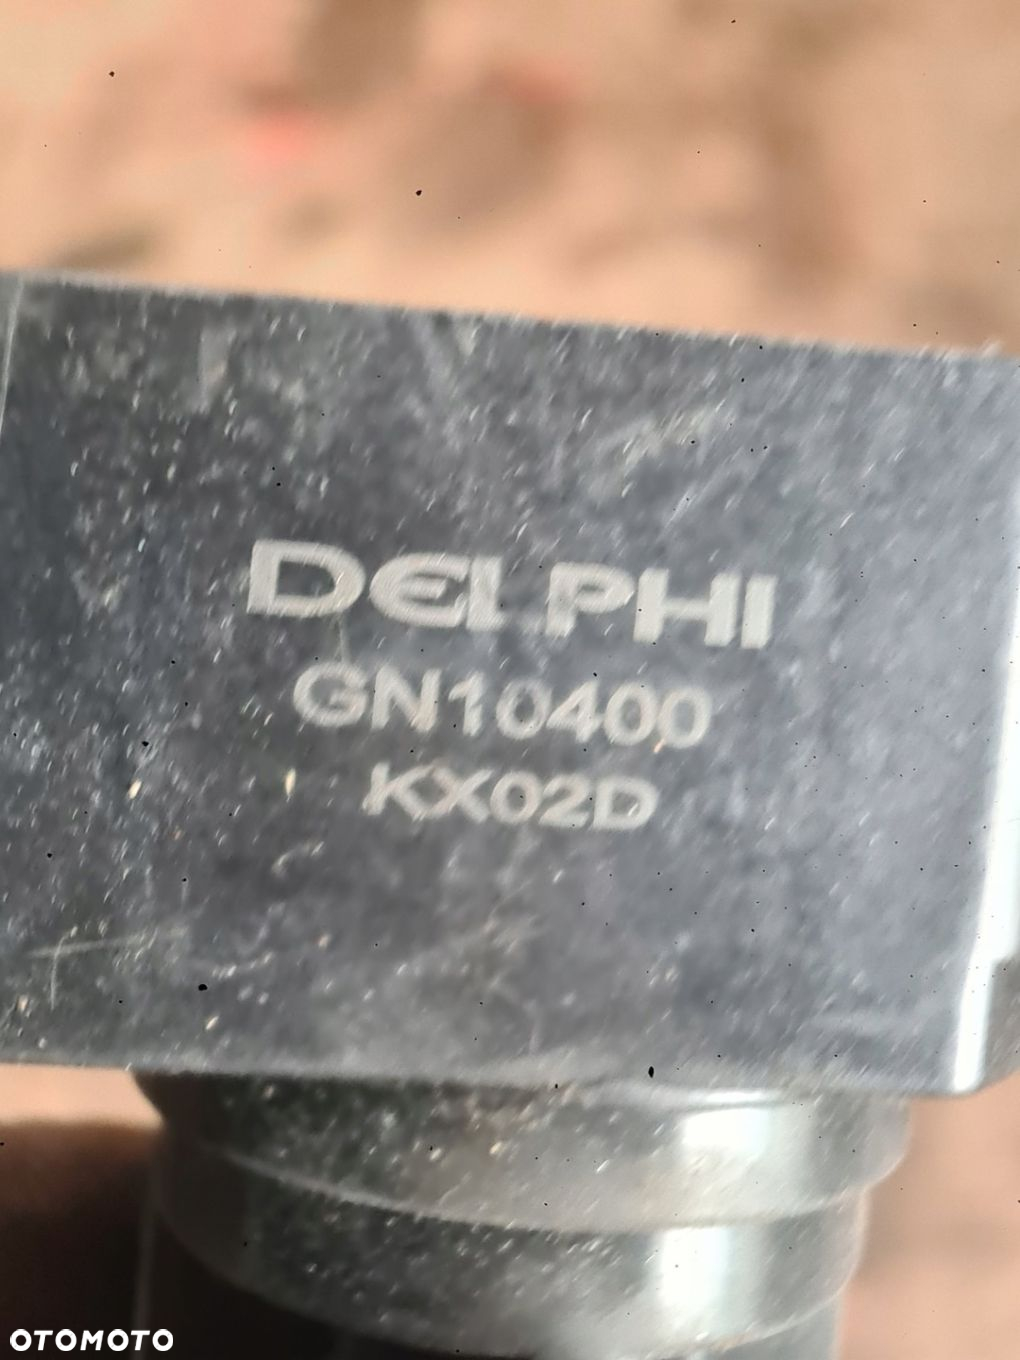 DELPHI
GN10400
KX02D
OTOMOTO